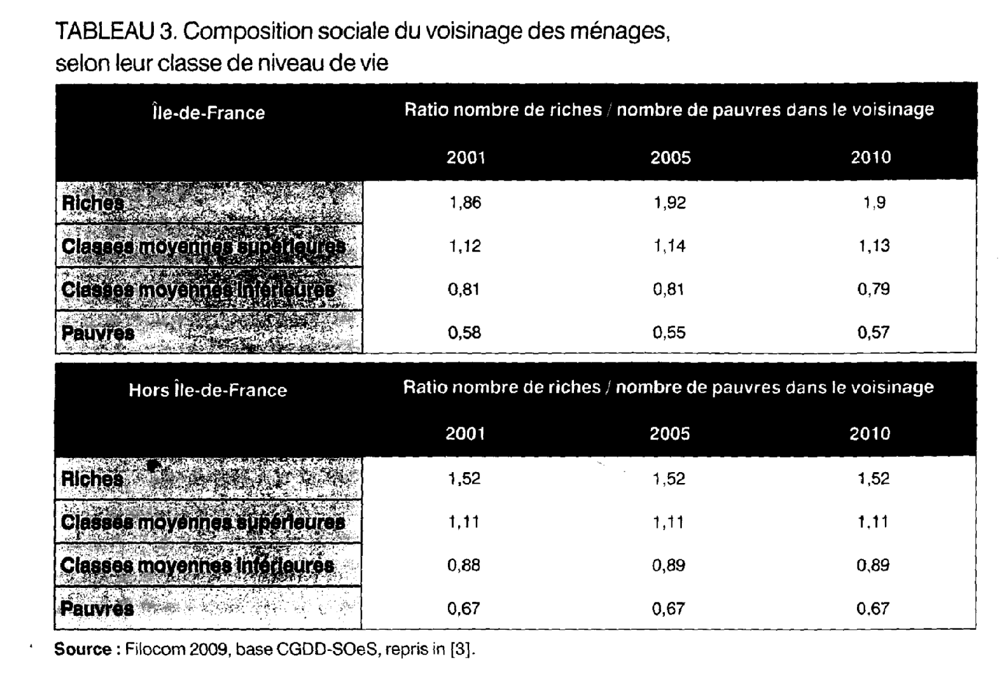 TABLEAU 3. Composition sociale du voisinage des ménages,
selon leur classe de niveau de vie
Île-de-France Ratio nombre de riches / nombre de pauvres dans le voisinage
2001 2005 2010
Riches 1,86 1,92 1,9
Classes moyennes supérieures 1,12 1,14 1,13
Classes moyennes inférieures 0,81 0,81 0,79
Pauvres 0,58 0,55 0,57
Hors Île-de-France Ratio nombre de riches / nombre de pauvres dans le voisinage
2001 2005 2010
Riches 1,52 1,52 1,52
Classes moyennes supérieures 1,11 1,11 1,11
Classes moyennes inférieures 0,88 0,89 0,89
Pauvres 0,67 0,67 0,67
Source : Filocom 2009, base CGDD-SOeS, repris in [3].